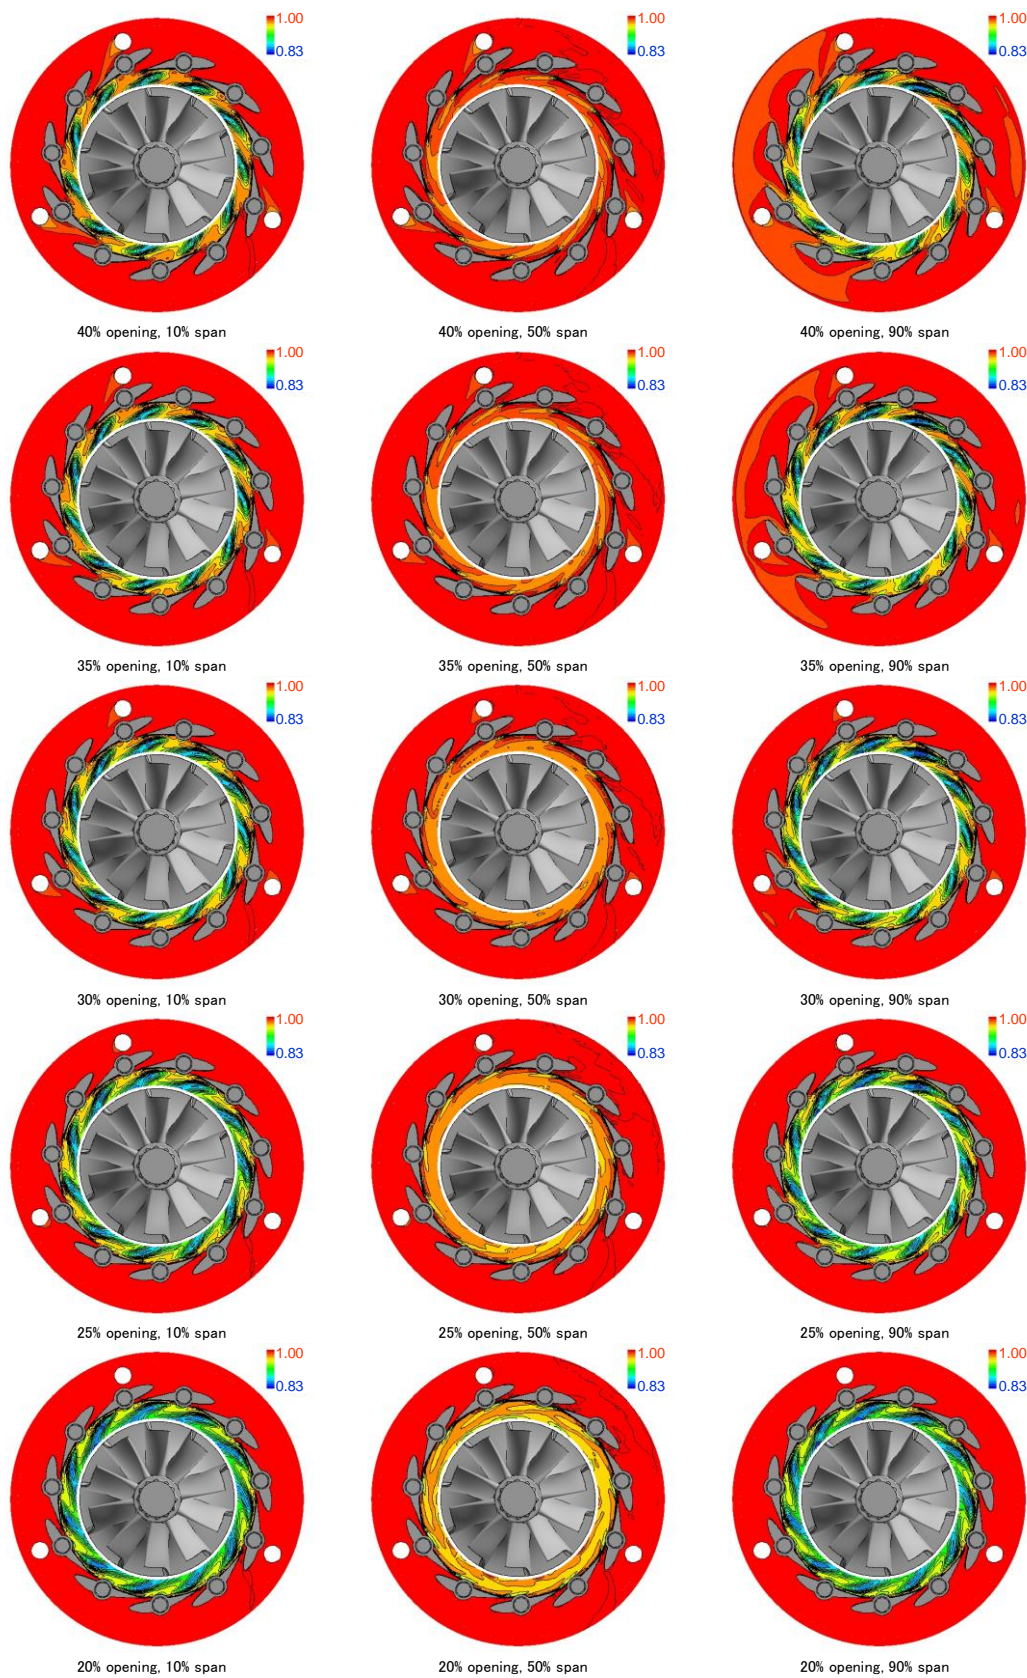 1.00 1.00 1.00
0.83 0.83 0.83
40% opening, 10% span 40% opening, 50% span 40% opening, 90% span
1.00 1.00 1.00
0.83 0.83 0.83
35% opening, 10% span 35% opening, 50% span 35% opening, 90% span
1.00 1.00 1.00
0.83 0.83 0.83
30% opening, 10% span 30% opening, 50% span 30% opening, 90% span
1.00 1.00 1.00
0.83 0.83 0.83
25% opening, 10% span 25% opening, 50% span 25% opening, 90% span
1.00 1.00 1.00
0.83 0.83 0.83
20% opening, 10% span 20% opening, 50% span 20% opening, 90% span